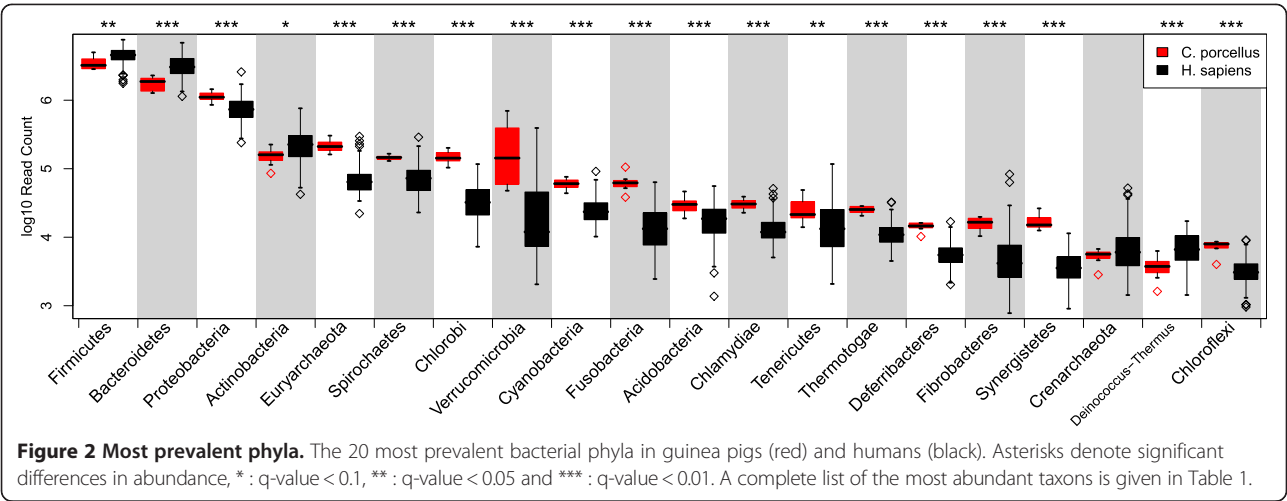 ** *** *** * *** *** *** *** *** *** *** *** ** *** *** *** *** *** ***
C. porcellus
H. sapiens
log10 Read Count
6
5
4
3
Firmicutes
Bacteroidetes
Proteobacteria
Actinobacteria
Euryarchaeota
Spirochaetes
Chlorobi
Verrucomicrobia
Cyanobacteria
Fusobacteria
Acidobacteria
Chlamydiae
Tenericutes
Thermotogae
Deferribacteres
Fibrobacteres
Synergistetes
Crenarchaeota
Deinococcus−Thermus
Chloroflexi
Figure 2 Most prevalent phyla. The 20 most prevalent bacterial phyla in guinea pigs (red) and humans (black). Asterisks denote significant
differences in abundance, * : q-value < 0.1, ** : q-value < 0.05 and *** : q-value < 0.01. A complete list of the most abundant taxons is given in Table 1.